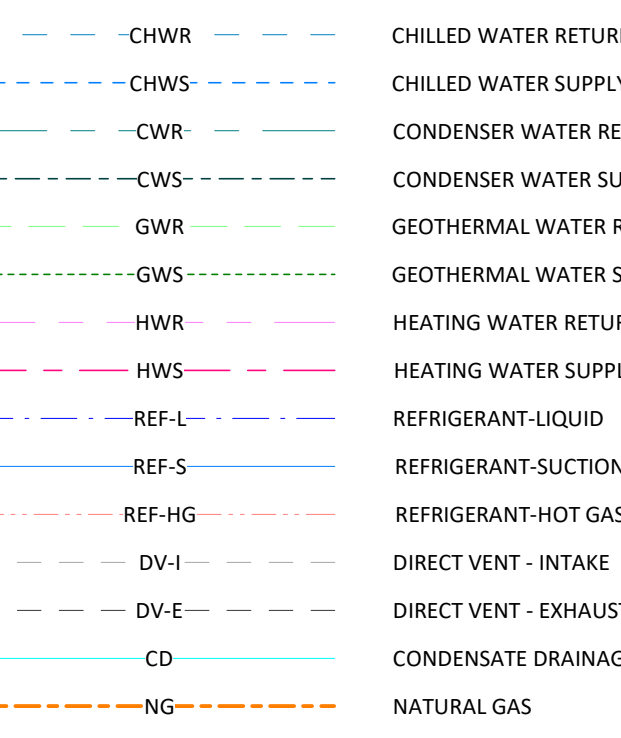 CHWR CHILLED WATER RETUR
CHWS CHILLED WATER SUPPLY
CWR CONDENSER WATER RE
CWS CONDENSER WATER SU
GWR GEOTHERMAL WATER R
GWS GEOTHERMAL WATER S
HWR HEATING WATER RETUR
HWS HEATING WATER SUPPL
REF-L REFRIGERANT-LIQUID
REF-S REFRIGERANT-SUCTION
REF-HG REFRIGERANT-HOT GAS
DV-I DIRECT VENT - INTAKE
DV-E DIRECT VENT - EXHAUST
CD CONDENSATE DRAINAG
NG NATURAL GAS